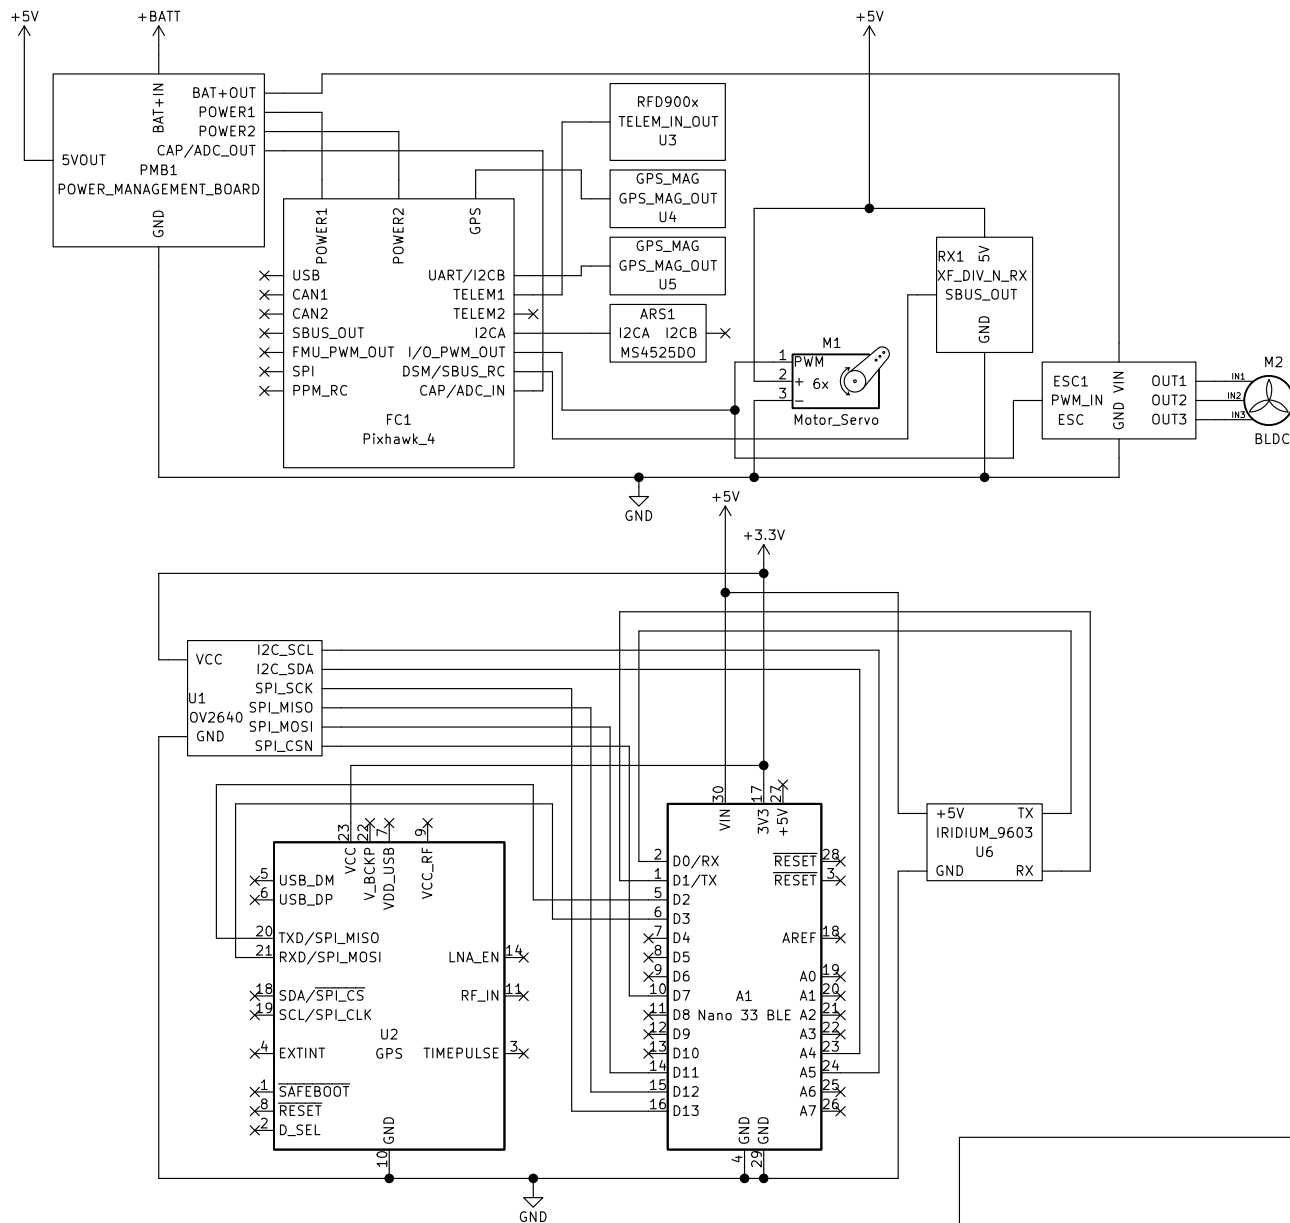 +5V
+BATT
+5V
BAT+IN
BAT+OUT
POWER1
POWER2
CAP/ADC_OUT
5VOUT
PMB1
POWER_MANAGEMENT_BOARD
GND
RFD900x
TELEM_IN_OUT
U3
GPS_MAG
GPS_MAG_OUT
U4
GPS_MAG
GPS_MAG_OUT
U5
ARS1
I2CA I2CB
MS4525DO
POWER1
POWER2
GPS
USB
CAN1
CAN2
SBUS_OUT
FMU_PWM_OUT
SPI
PPM_RC
UART/I2CB
TELEM1
TELEM2
I2CA
I/O_PWM_OUT
DSM/SBUS_RC
CAP/ADC_IN
FC1
Pixhawk_4
M1
1 PWM
2 + 6x
3 −
Motor_Servo
RX1 5V
XF_DIV_N_RX
SBUS_OUT
GND
ESC1 VIN OUT1
PWM_IN OUT2
ESC GND OUT3
IN1
IN2
IN3
M2
BLDC
GND
+5V
+3.3V
VCC
U1
OV2640
GND
I2C_SCL
I2C_SDA
SPI_SCK
SPI_MISO
SPI_MOSI
SPI_CSN
23 VCC
22 V_BCKP
7 VDD_USB
9 VCC_RF
5 USB_DM
6 USB_DP
20 TXD/SPI_MISO
21 RXD/SPI_MOSI
18 SDA/SPI_CS
19 SCL/SPI_CLK
4 EXTINT
1 SAFEBOOT
8 RESET
2 D_SEL
LNA_EN 14
RF_IN 11
TIMEPULSE 3
U2
GPS
GND 10
30 VIN
17 3V3
27 +5V
2 D0/RX
1 D1/TX
5 D2
6 D3
7 D4
8 D5
9 D6
10 D7
11 D8
12 D9
13 D10
14 D11
15 D12
16 D13
A1
Nano 33 BLE
RESET 28
RESET 3
AREF 18
A0 19
A1 20
A2 21
A3 22
A4 23
A5 24
A6 25
A7 26
GND 4
GND 29
+5V TX
IRIDIUM_9603
U6
GND RX
GND